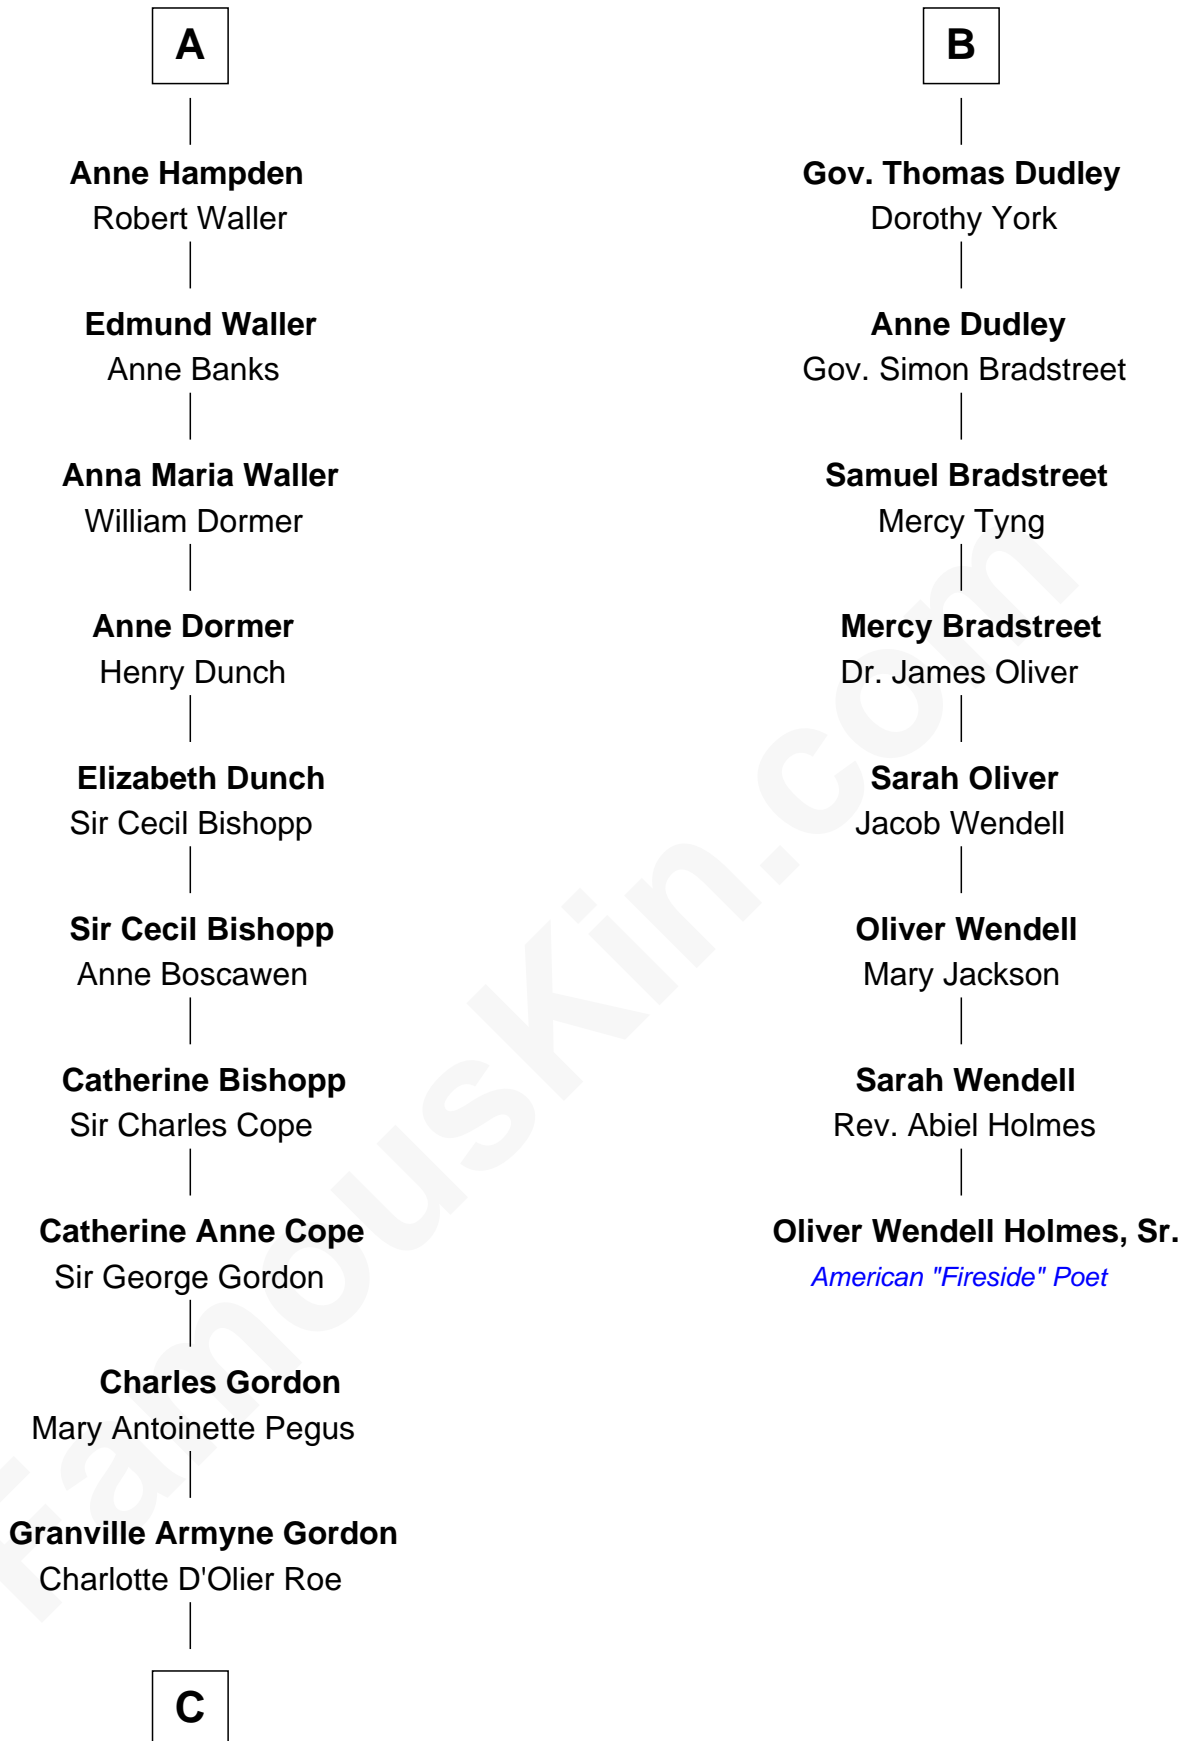 A
Anne Hampden
Robert Waller
Edmund Waller
Anne Banks
Anna Maria Waller
William Dormer
Anne Dormer
Henry Dunch
Elizabeth Dunch
Sir Cecil Bishopp
Sir Cecil Bishopp
Anne Boscawen
Catherine Bishopp
Sir Charles Cope
Catherine Anne Cope
Sir George Gordon
Charles Gordon
Mary Antoinette Pegus
Granville Armyne Gordon
Charlotte D'Olier Roe
C
B
Gov. Thomas Dudley
Dorothy York
Anne Dudley
Gov. Simon Bradstreet
Samuel Bradstreet
Mercy Tyng
Mercy Bradstreet
Dr. James Oliver
Sarah Oliver
Jacob Wendell
Oliver Wendell
Mary Jackson
Sarah Wendell
Rev. Abiel Holmes
Oliver Wendell Holmes, Sr.
American "Fireside" Poet
FamousKin.com